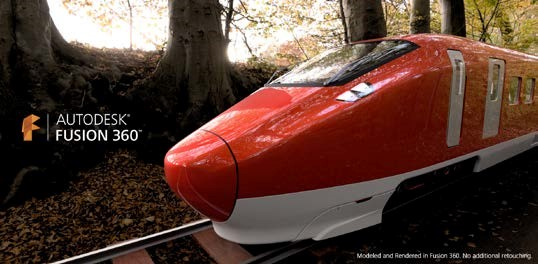 AUTODESK®
FUSION 360™
Modeled and Rendered in Fusion 360. No additional retouching.